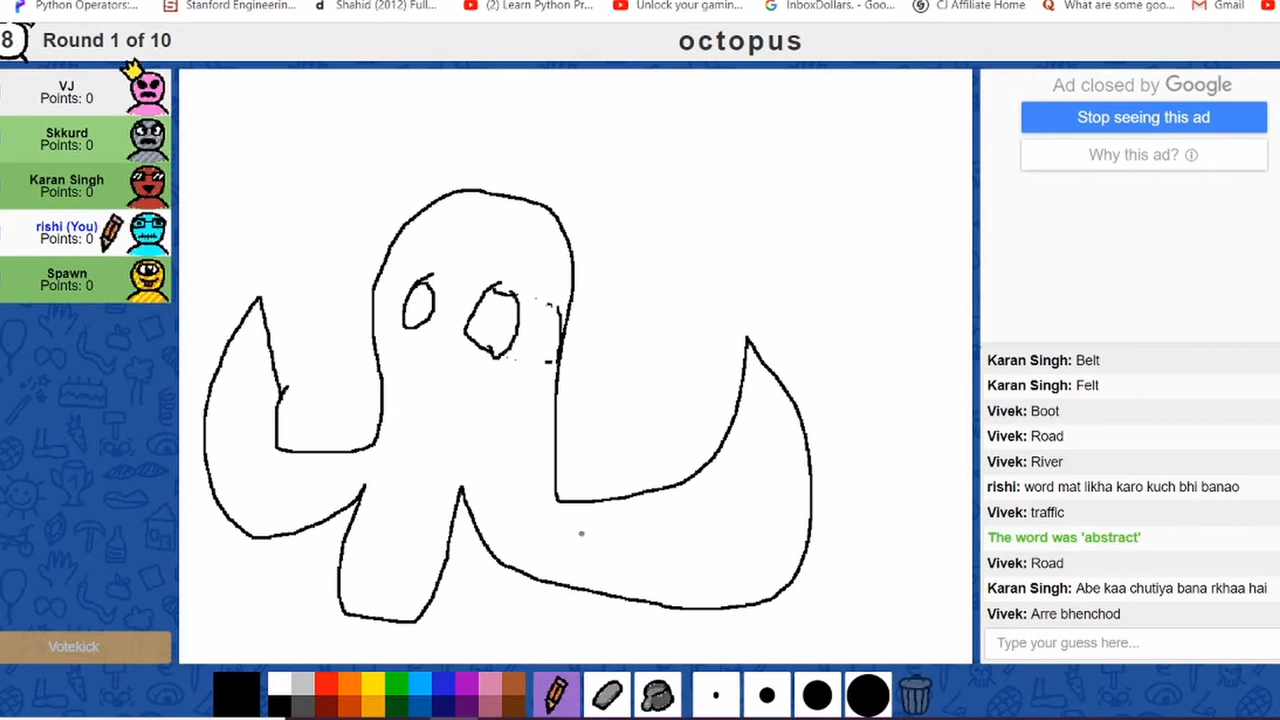 Python Operators:...
Stanford Engineerin...
Shahid (2012) Full...
(2) Learn Python Pr...
Unlock your gamin...
InboxDollars. - Goo...
CJ Affiliate Home
What are some goo...
Gmail
8
Round 1 of 10
octopus
VJ
Points: 0
Skkurd
Points: 0
Karan Singh
Points: 0
rishi (You)
Points: 0
Spawn
Points: 0
Votekick
Ad closed by Google
Stop seeing this ad
Why this ad?
Karan Singh: Belt
Karan Singh: Felt
Vivek: Boot
Vivek: Road
Vivek: River
rishi: word mat likha karo kuch bhi banao
Vivek: traffic
The word was 'abstract'
Vivek: Road
Karan Singh: Abe kaa chutiya bana rkhaa hai
Vivek: Arre bhenchod
Type your guess here...